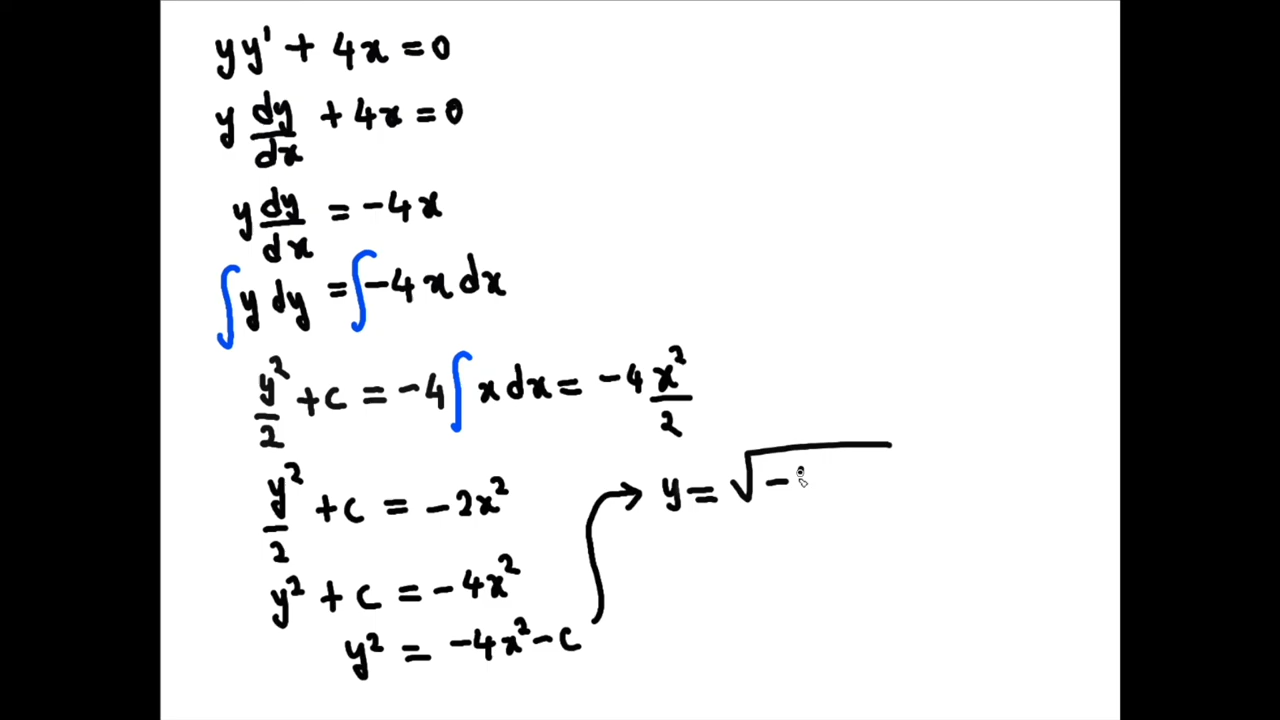 yy' + 4x = 0
y dy/dx + 4x = 0
y dy/dx = -4x
∫ y dy = ∫ -4x dx
y²/2 + c = -4 ∫ x dx = -4 x²/2
y²/2 + c = -2x²
y² + c = -4x²
y² = -4x² - c
→ y = √-